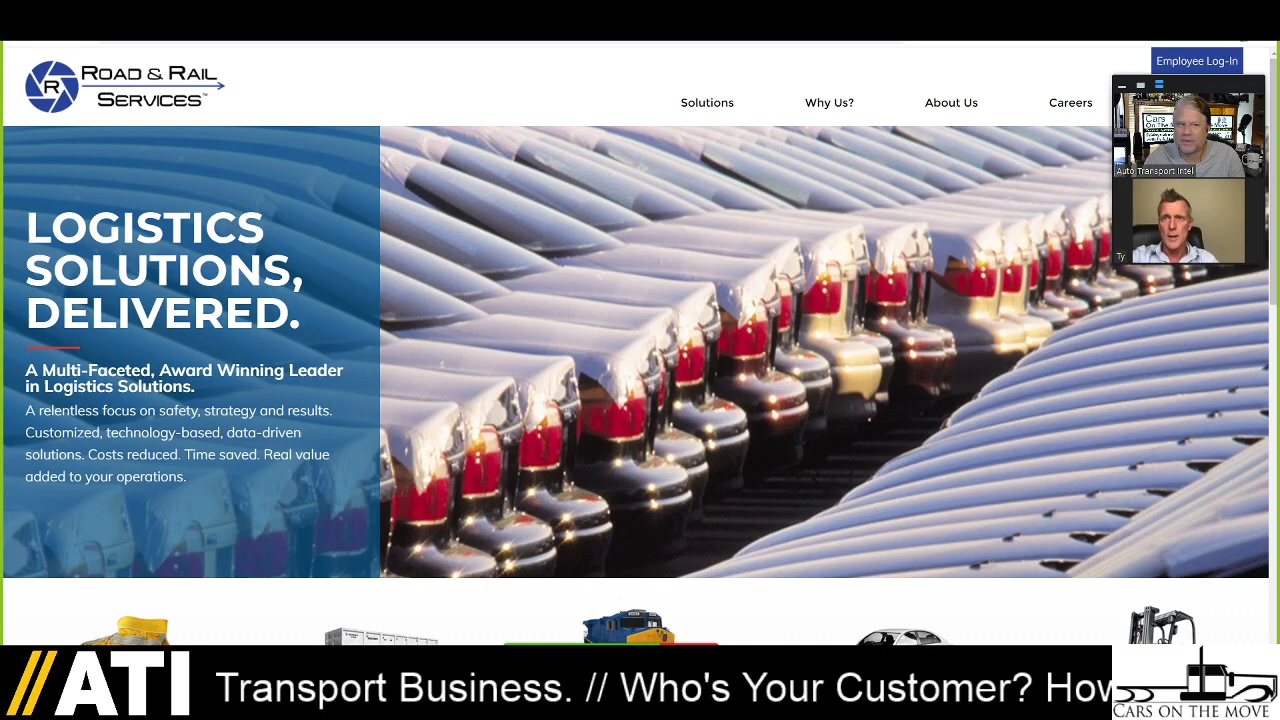 Employee Log-In
ROAD & RAIL
SERVICES™
Solutions
Why Us?
About Us
Careers
Cars
Auto Transport Intel
Ty
LOGISTICS
SOLUTIONS,
DELIVERED.
A Multi-Faceted, Award Winning Leader
in Logistics Solutions.
A relentless focus on safety, strategy and results.
Customized, technology-based, data-driven
solutions. Costs reduced. Time saved. Real value
added to your operations.
//ATI
Transport Business. // Who's Your Customer? How
CARS ON THE MOVE